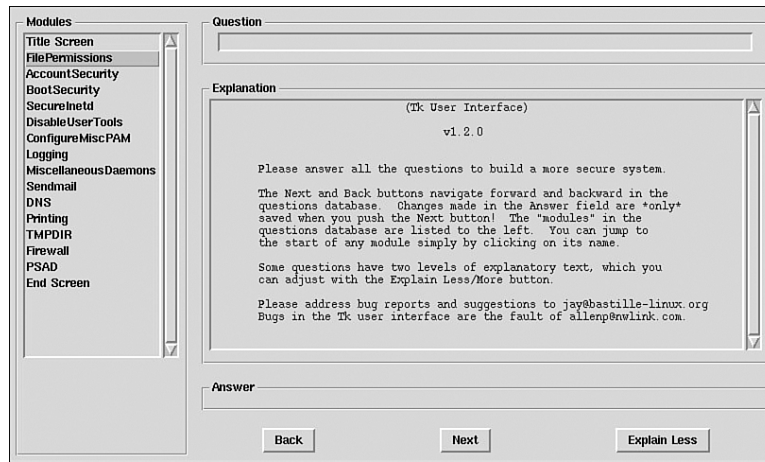 Modules
Title Screen
FilePermissions
AccountSecurity
BootSecurity
SecureInetd
DisableUserTools
ConfigureMiscPAM
Logging
MiscellaneousDaemons
Sendmail
DNS
Printing
TMPDIR
Firewall
PSAD
End Screen
Question
Explanation
(Tk User Interface)
v1.2.0
Please answer all the questions to build a more secure system.
The Next and Back buttons navigate forward and backward in the
questions database. Changes made in the Answer field are *only*
saved when you push the Next button! The "modules" in the
questions database are listed to the left. You can jump to
the start of any module simply by clicking on its name.
Some questions have two levels of explanatory text, which you
can adjust with the Explain Less/More button.
Please address bug reports and suggestions to jay@bastille-linux.org
Bugs in the Tk user interface are the fault of allenp@nwlink.com.
Answer
Back
Next
Explain Less